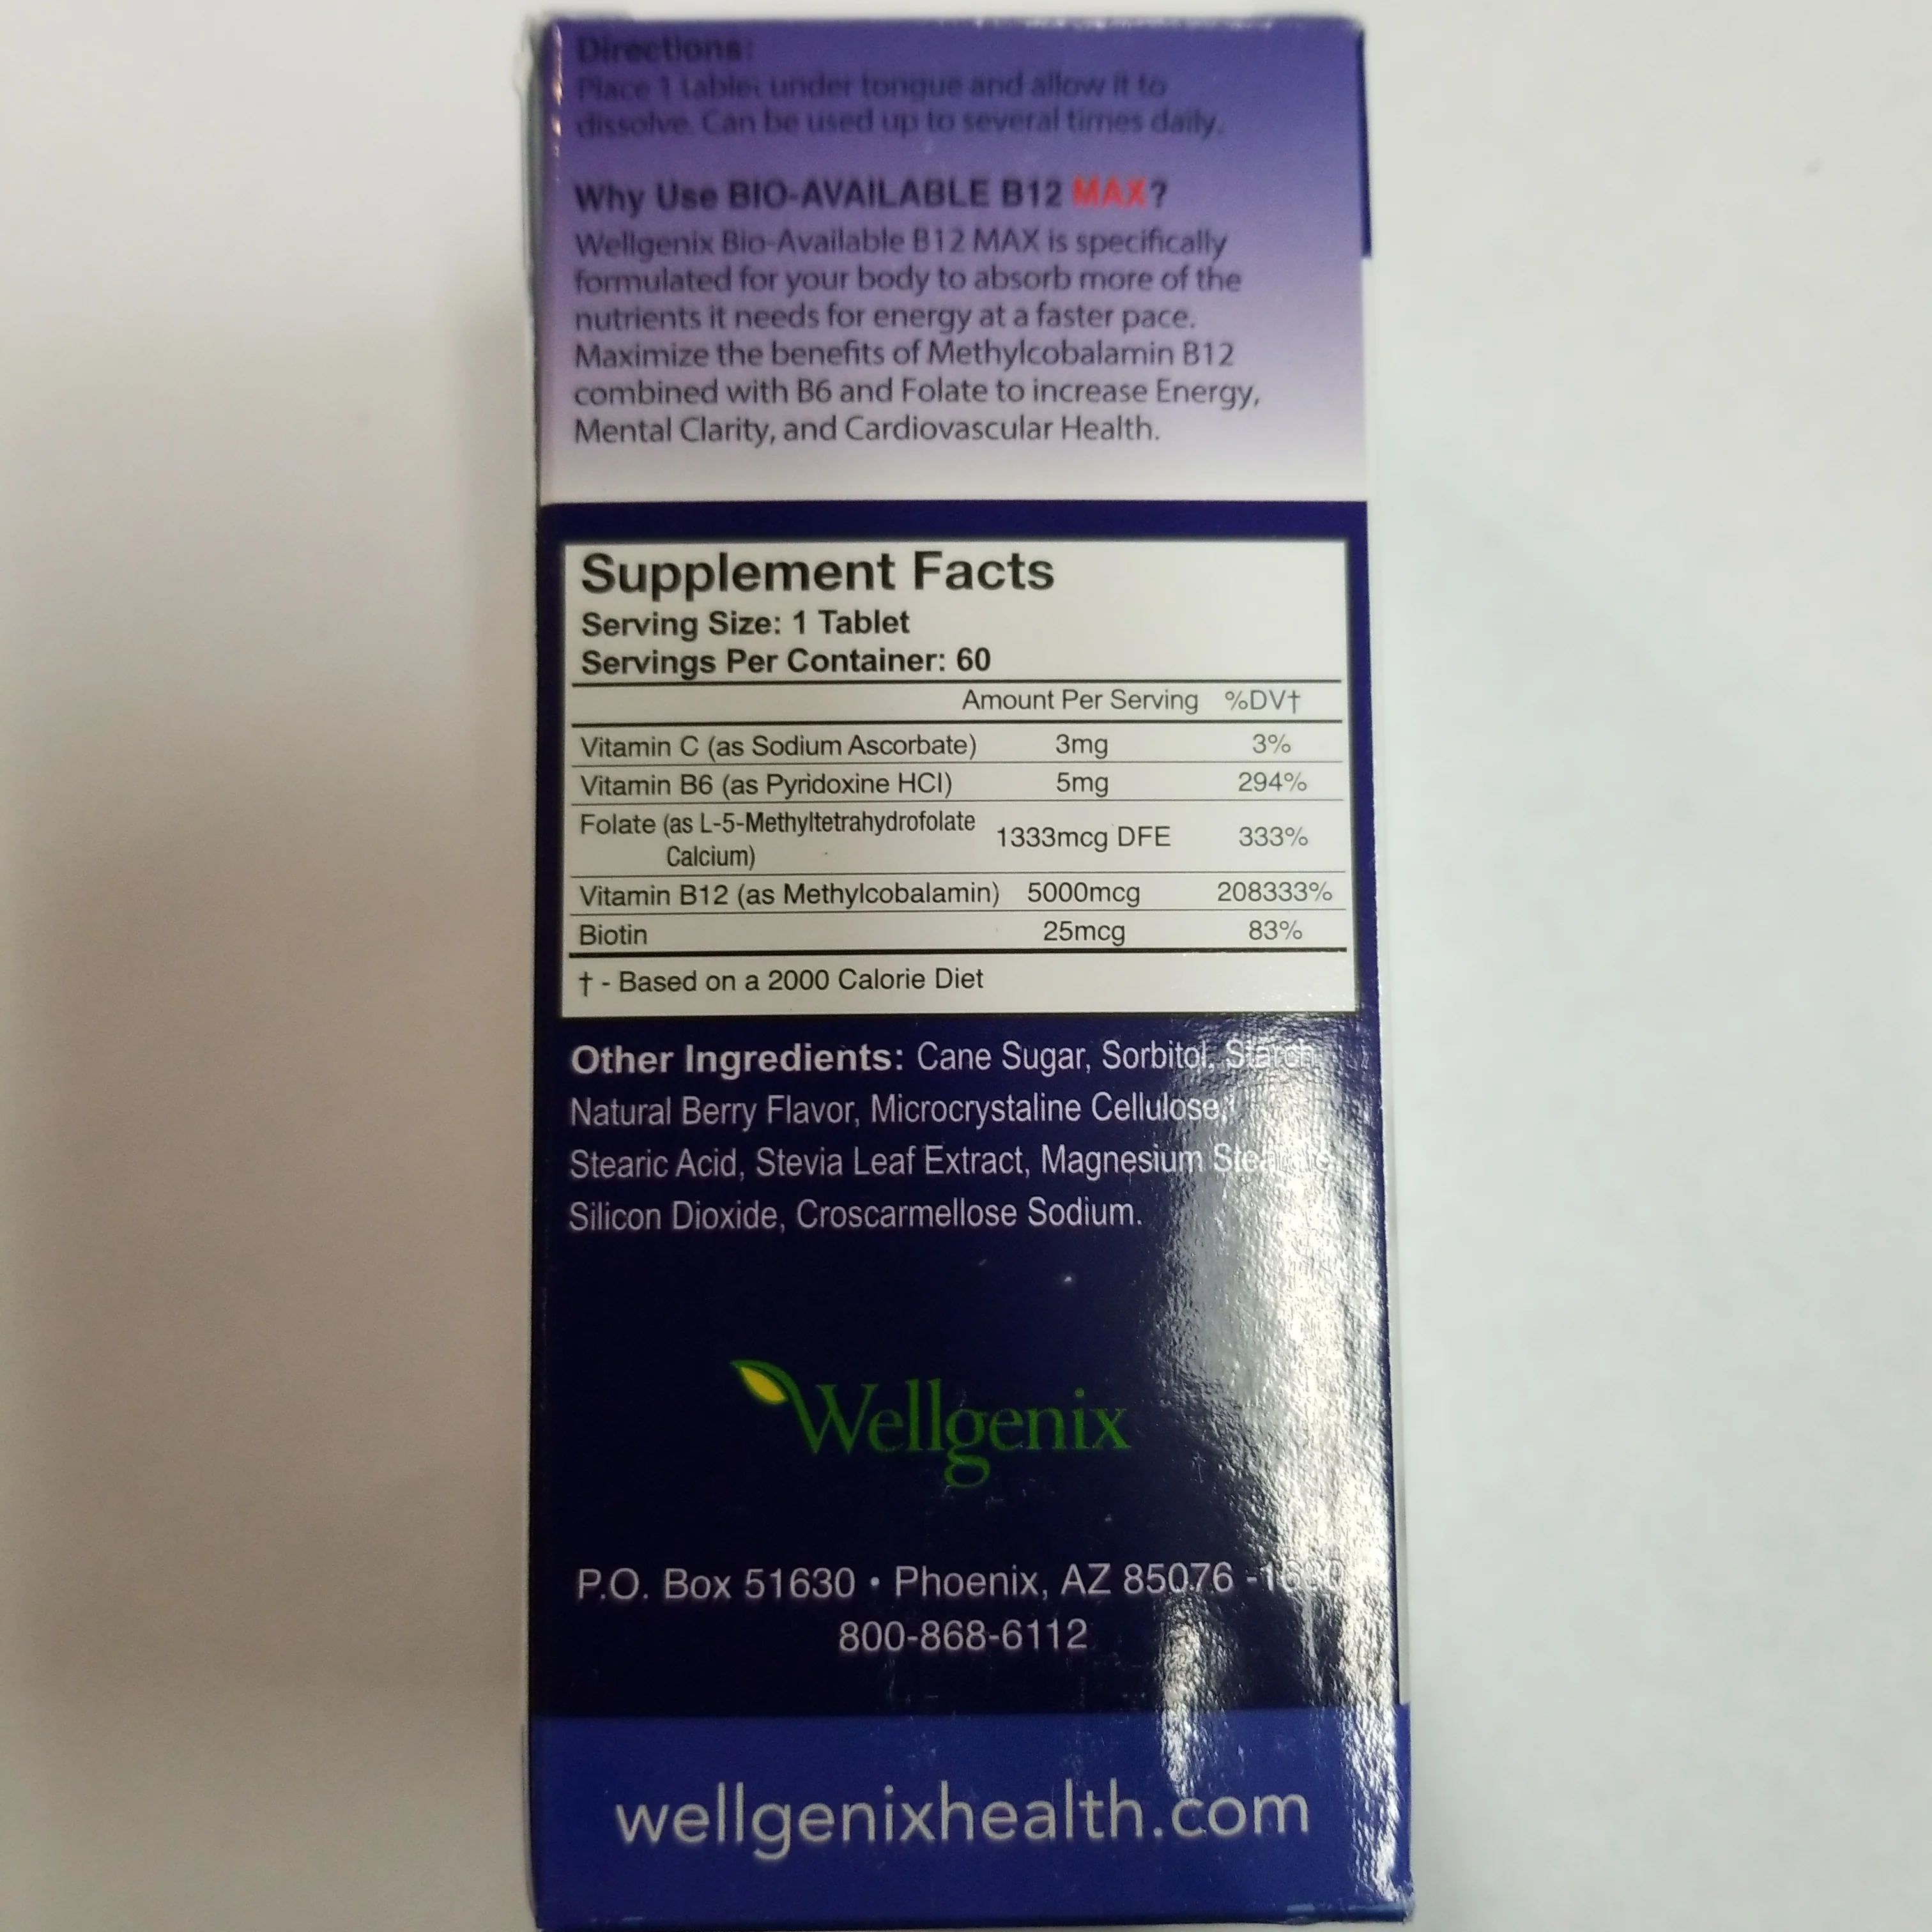 Directions:
Place 1 tablet under tongue and allow it to
dissolve. Can be used up to several times daily.
Why Use BIO-AVAILABLE B12 MAX?
Wellgenix Bio-Available B12 MAX is specifically
formulated for your body to absorb more of the
nutrients it needs for energy at a faster pace.
Maximize the benefits of Methylcobalamin B12
combined with B6 and Folate to increase Energy,
Mental Clarity, and Cardiovascular Health.
Supplement Facts
Serving Size: 1 Tablet
Servings Per Container: 60
Amount Per Serving %DV†
Vitamin C (as Sodium Ascorbate) 3mg 3%
Vitamin B6 (as Pyridoxine HCl) 5mg 294%
Folate (as L-5-Methyltetrahydrofolate
Calcium) 1333mcg DFE 333%
Vitamin B12 (as Methylcobalamin) 5000mcg 208333%
Biotin 25mcg 83%
† - Based on a 2000 Calorie Diet
Other Ingredients: Cane Sugar, Sorbitol, Starch
Natural Berry Flavor, Microcrystaline Cellulose,
Stearic Acid, Stevia Leaf Extract, Magnesium
Silicon Dioxide, Croscarmellose Sodium.
Wellgenix
P.O. Box 51630 • Phoenix, AZ 85076
800-868-6112
wellgenixhealth.com